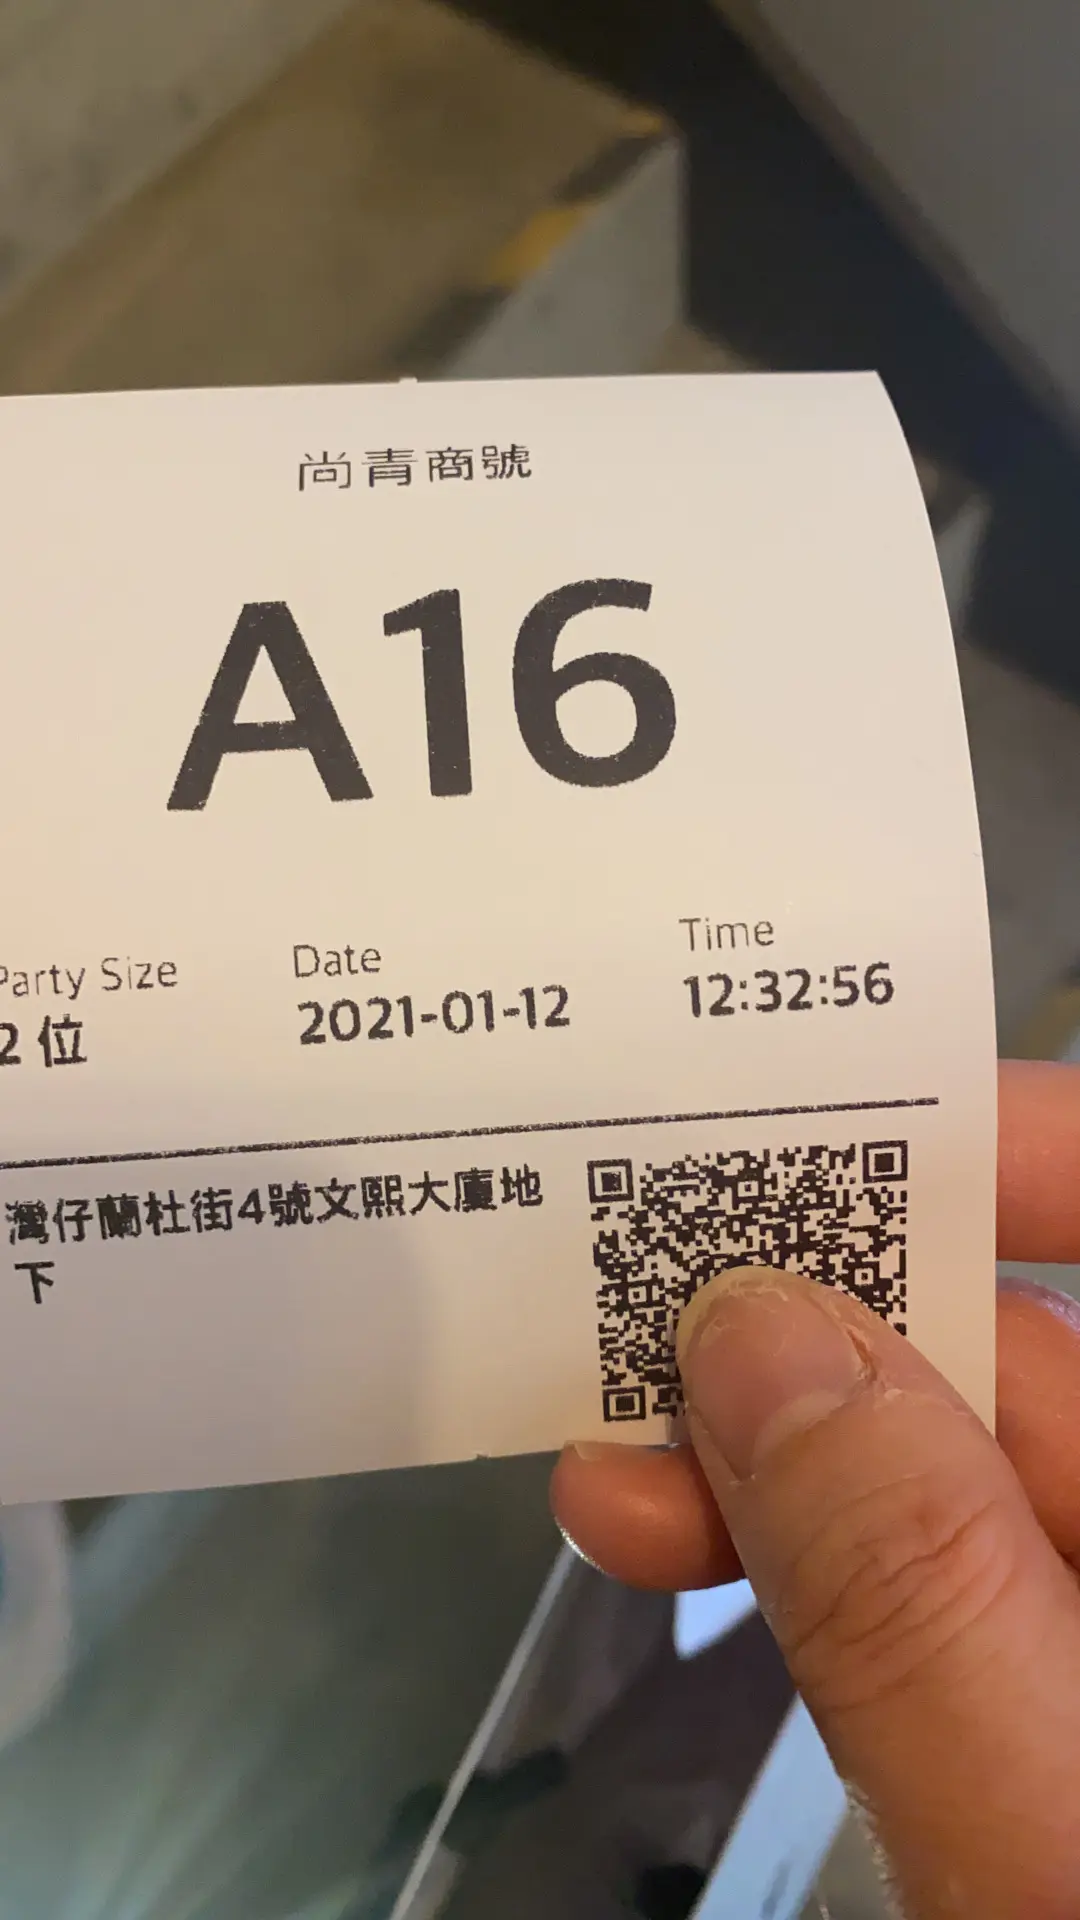 尚青商號
A16
Party Size
Date
Time
2 位
2021-01-12
12:32:56
灣仔蘭杜街4號文熙大廈地
下